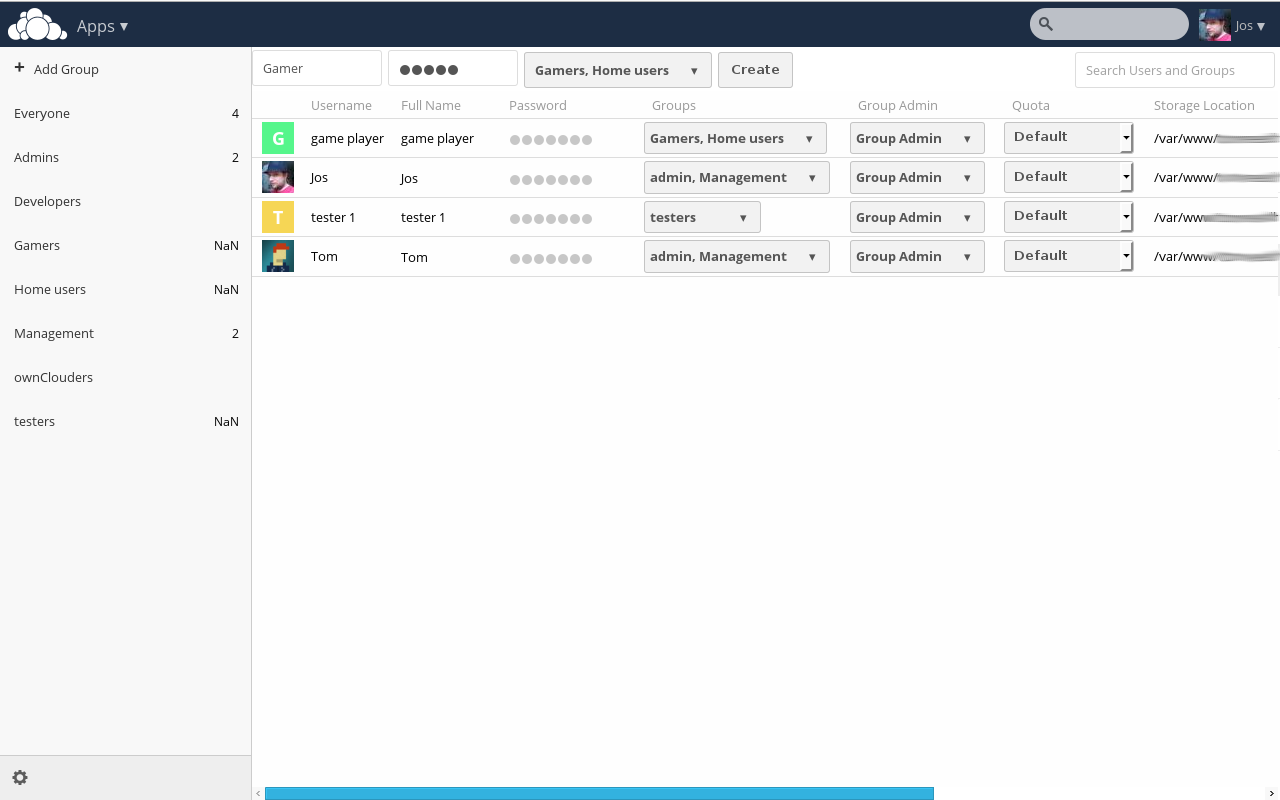 Apps ▼
Jos ▼
+ Add Group
Everyone 4
Admins 2
Developers
Gamers NaN
Home users NaN
Management 2
ownClouders
testers NaN
Gamer ●●●●● Gamers, Home users ▼ Create Search Users and Groups
Username Full Name Password Groups Group Admin Quota Storage Location
G game player game player ●●●●●●● Gamers, Home users ▼ Group Admin ▼ Default /var/www/
Jos Jos ●●●●●●● admin, Management ▼ Group Admin ▼ Default /var/www/
T tester 1 tester 1 ●●●●●●● testers ▼ Group Admin ▼ Default /var/www
Tom Tom ●●●●●●● admin, Management ▼ Group Admin ▼ Default /var/www/